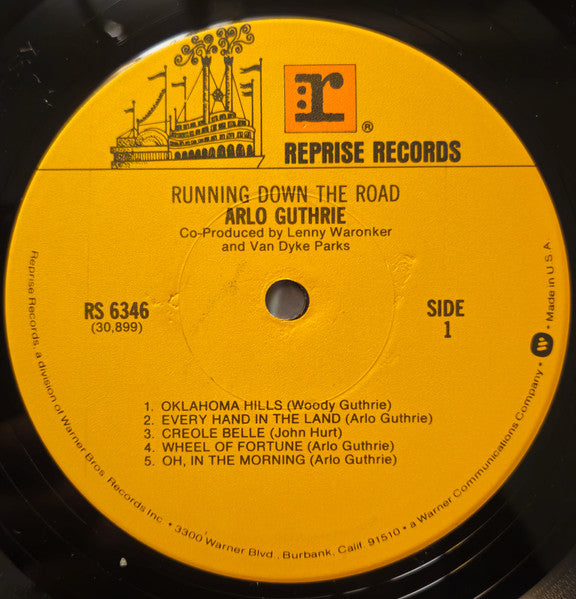 :r
®
REPRISE RECORDS
RUNNING DOWN THE ROAD
ARLO GUTHRIE
Co-Produced by Lenny Waronker
and Van Dyke Parks
RS 6346
(30,899)
SIDE
1
1. OKLAHOMA HILLS (Woody Guthrie)
2. EVERY HAND IN THE LAND (Arlo Guthrie)
3. CREOLE BELLE (John Hurt)
4. WHEEL OF FORTUNE (Arlo Guthrie)
5. OH, IN THE MORNING (Arlo Guthrie)
Reprise Records, a division of Warner Bros. Records Inc. • 3300 Warner Blvd., Burbank, Calif. 91510 • a Warner Communications Company • W • Made in U.S.A.